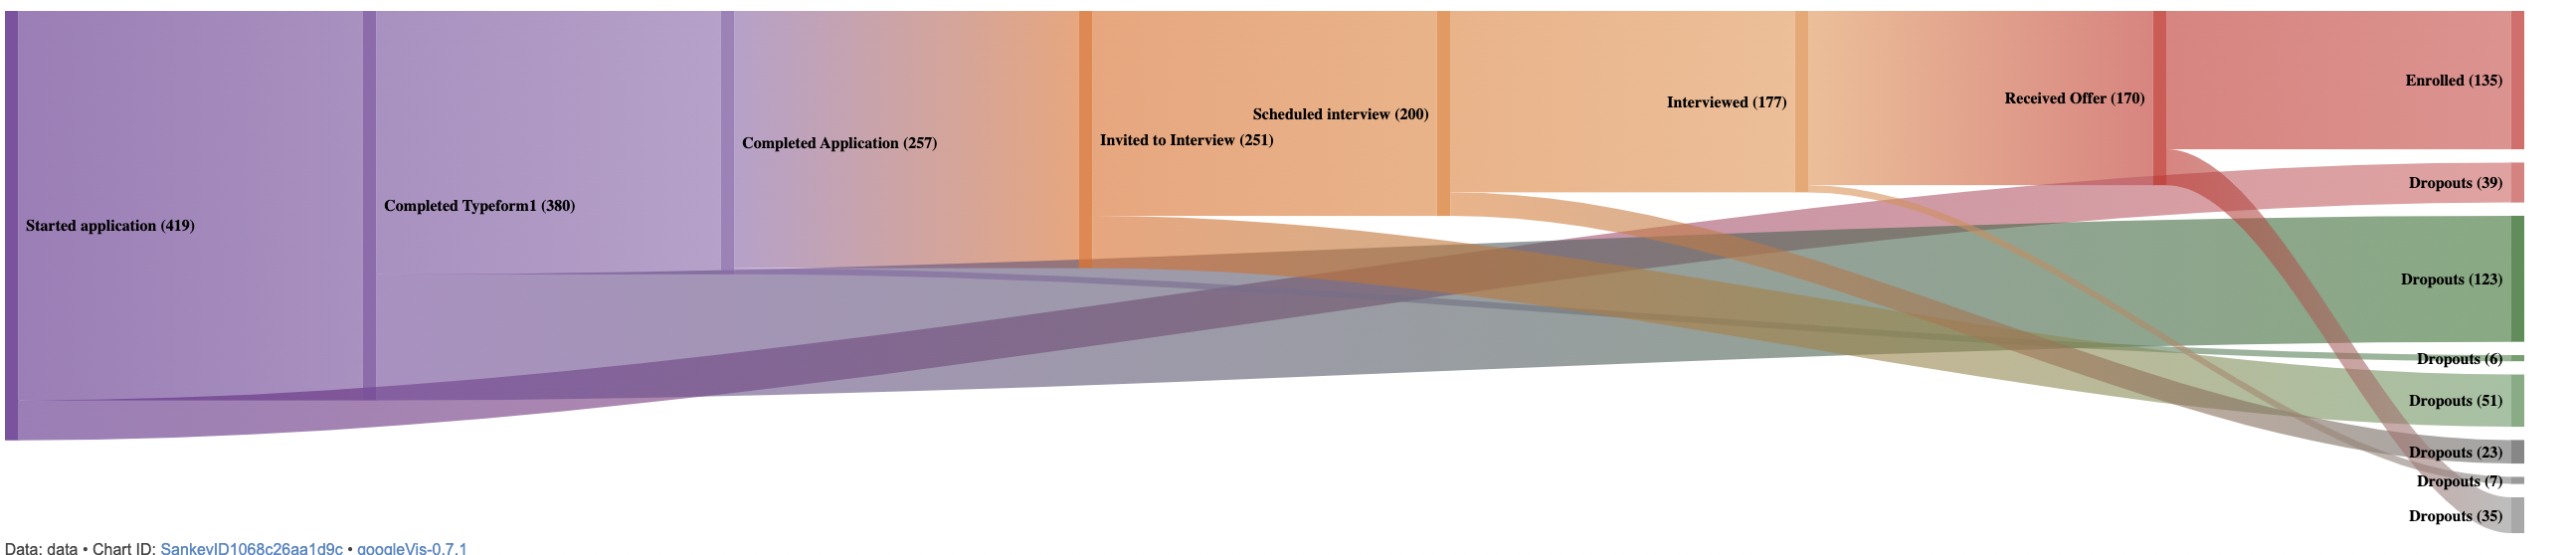 Started application (419)
Completed Typeform1 (380)
Completed Application (257)
Invited to Interview (251)
Scheduled interview (200)
Interviewed (177)
Received Offer (170)
Enrolled (135)
Dropouts (39)
Dropouts (123)
Dropouts (6)
Dropouts (51)
Dropouts (23)
Dropouts (7)
Dropouts (35)
Data: data • Chart ID: SankeyID1068c26aa1d9c • googleVis-0.7.1